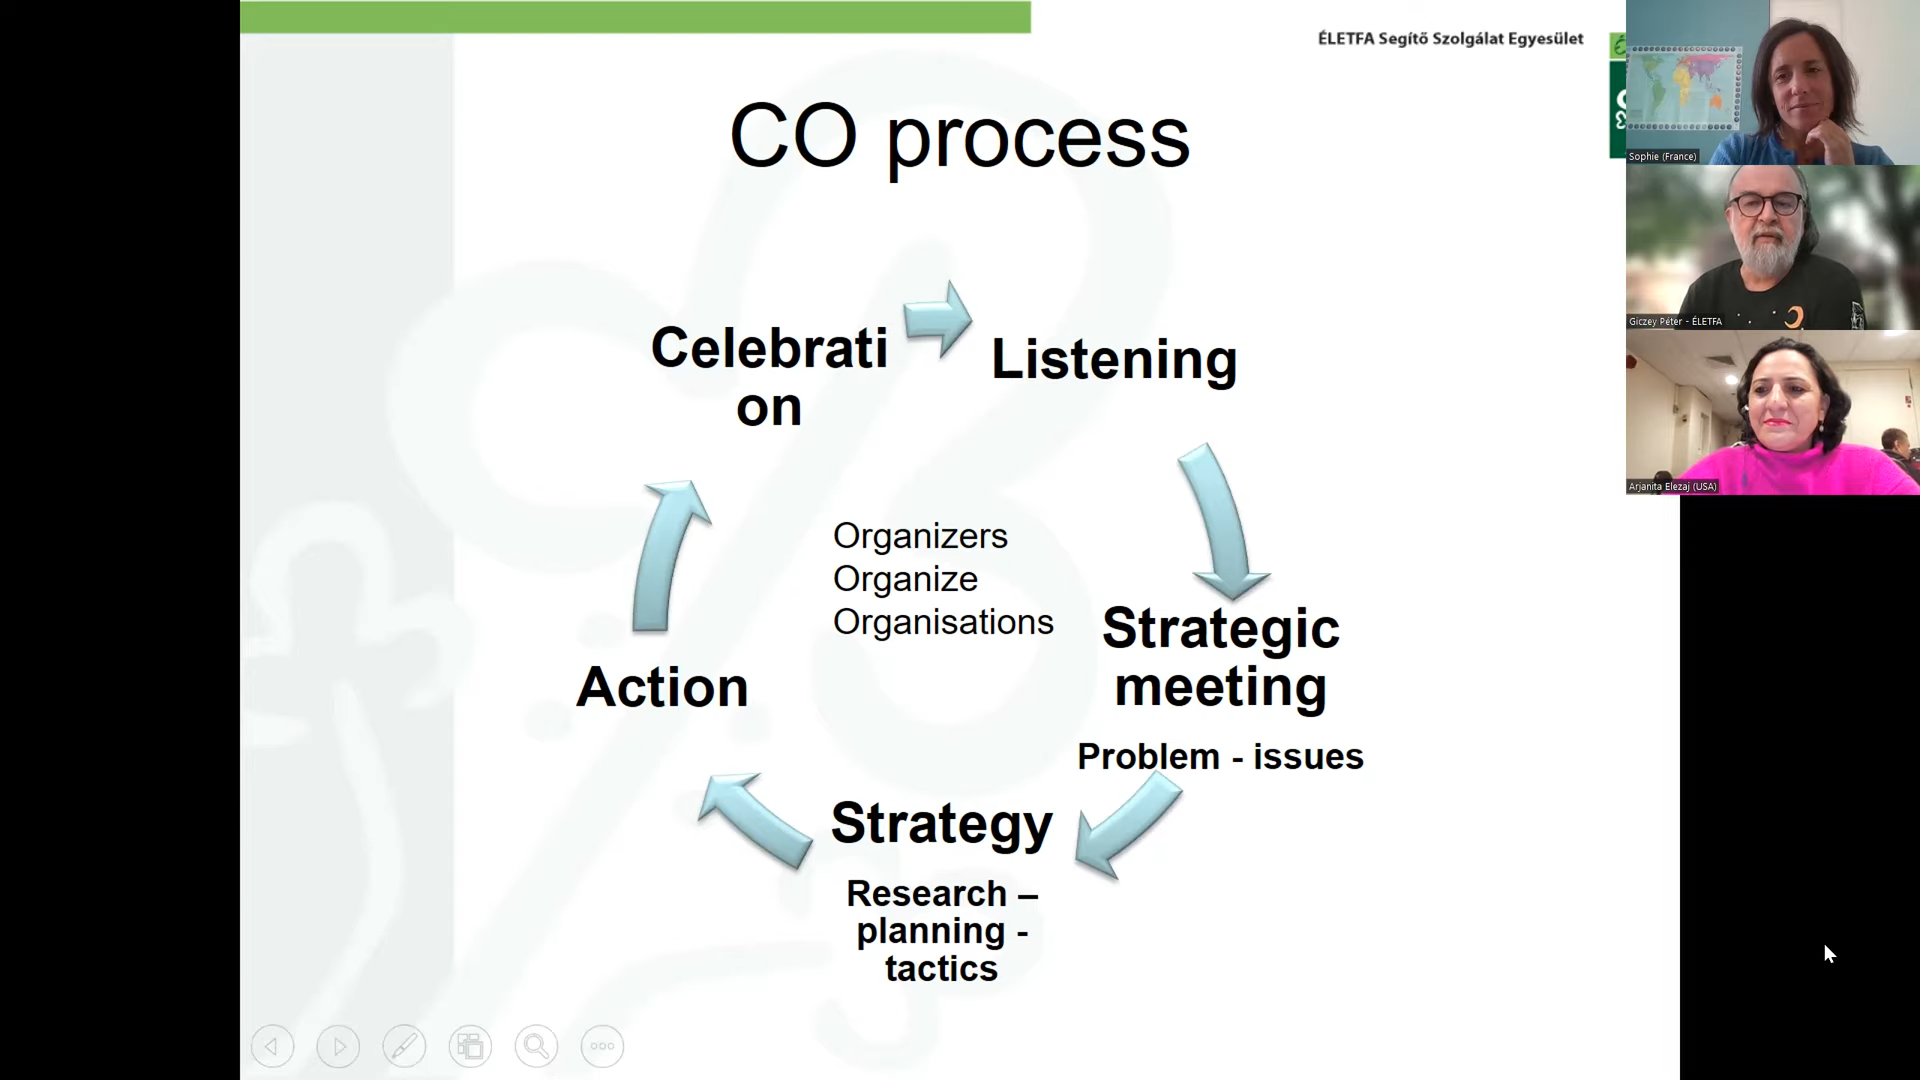 ÉLETFA Segítő Szolgálat Egyesület
CO process
Celebrati
on
Listening
Organizers
Organize
Organisations
Strategic
meeting
Problem - issues
Action
Strategy
Research –
planning -
tactics
Sophie (France)
Giczey Péter - ÉLETFA
Arjanita Elezaj (USA)